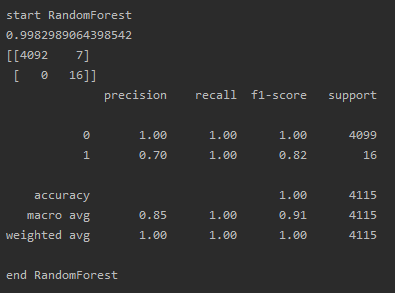 start RandomForest
0.9982989064398542
[[4092    7]
 [   0   16]]
              precision    recall  f1-score   support

           0       1.00      1.00      1.00      4099
           1       0.70      1.00      0.82        16

    accuracy                           1.00      4115
   macro avg       0.85      1.00      0.91      4115
weighted avg       1.00      1.00      1.00      4115

end RandomForest